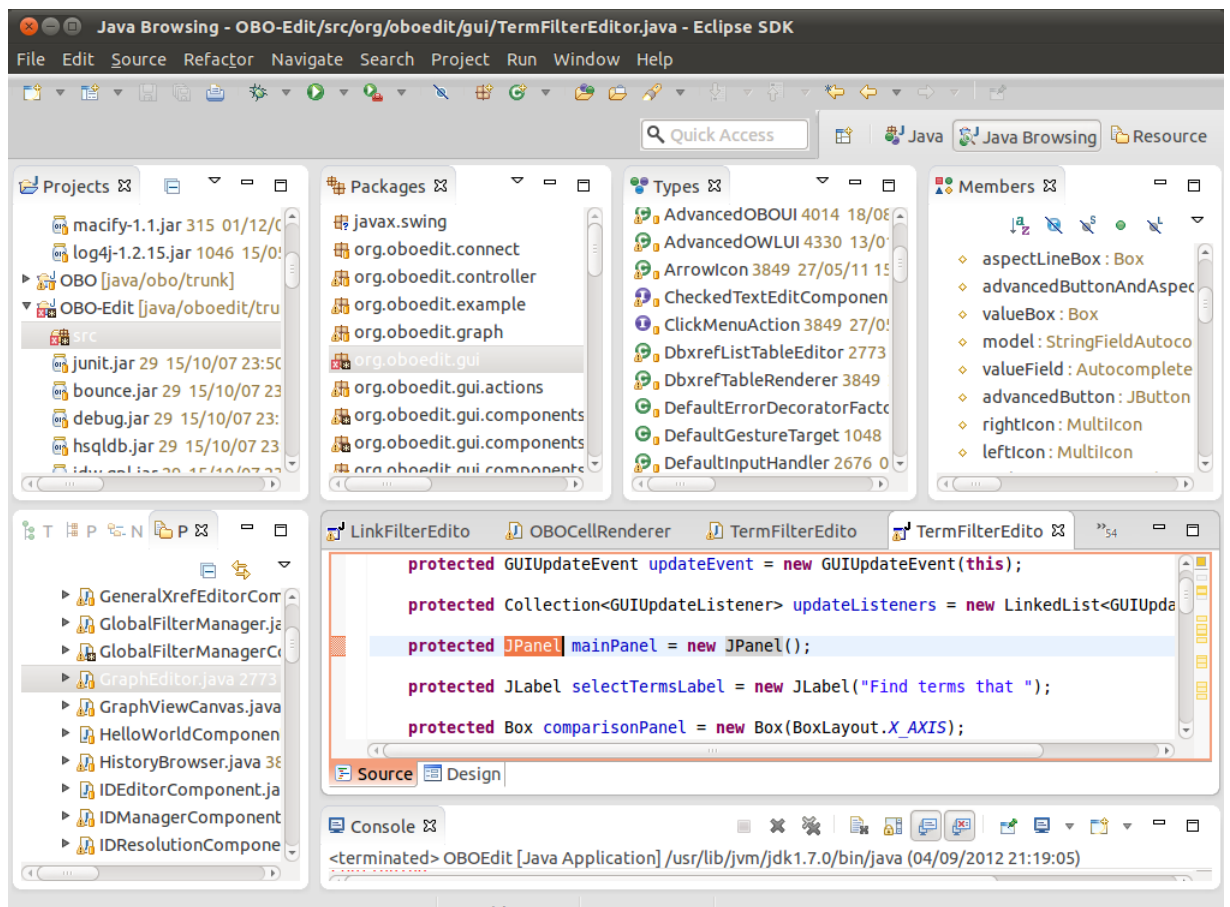 Java Browsing - OBO-Edit/src/org/oboedit/gui/TermFilterEditor.java - Eclipse SDK
File Edit Source Refactor Navigate Search Project Run Window Help
Quick Access
Java
Java Browsing
Resource
Projects
macify-1.1.jar 315 01/12/0
log4j-1.2.15.jar 1046 15/05
OBO [java/obo/trunk]
OBO-Edit [java/oboedit/tru
src
junit.jar 29 15/10/07 23:50
bounce.jar 29 15/10/07 23
debug.jar 29 15/10/07 23:
hsqldb.jar 29 15/10/07 23
Packages
javax.swing
org.oboedit.connect
org.oboedit.controller
org.oboedit.example
org.oboedit.graph
org.oboedit.gui
org.oboedit.gui.actions
org.oboedit.gui.components
org.oboedit.gui.components
org.oboedit.gui.components
Types
AdvancedOBOUI 4014 18/08
AdvancedOWLUI 4330 13/0
ArrowIcon 3849 27/05/11 15
CheckedTextEditComponen
ClickMenuAction 3849 27/05
DbxrefListTableEditor 2773
DbxrefTableRenderer 3849
DefaultErrorDecoratorFacto
DefaultGestureTarget 1048
DefaultInputHandler 2676 0
Members
aspectLineBox : Box
advancedButtonAndAspec
valueBox : Box
model : StringFieldAutoco
valueField : Autocomplete
advancedButton : JButton
rightIcon : MultiIcon
leftIcon : MultiIcon
T P N P
GeneralXrefEditorCom
GlobalFilterManager.ja
GlobalFilterManagerCo
GraphEditor.java 2773
GraphViewCanvas.java
HelloWorldComponen
HistoryBrowser.java 38
IDEditorComponent.ja
IDManagerComponent
IDResolutionCompone
LinkFilterEdito
OBOCellRenderer
TermFilterEdito
TermFilterEdito
»54
protected GUIUpdateEvent updateEvent = new GUIUpdateEvent(this);
protected Collection<GUIUpdateListener> updateListeners = new LinkedList<GUIUpda
protected JPanel mainPanel = new JPanel();
protected JLabel selectTermsLabel = new JLabel("Find terms that ");
protected Box comparisonPanel = new Box(BoxLayout.X_AXIS);
Source
Design
Console
<terminated> OBOEdit [Java Application] /usr/lib/jvm/jdk1.7.0/bin/java (04/09/2012 21:19:05)